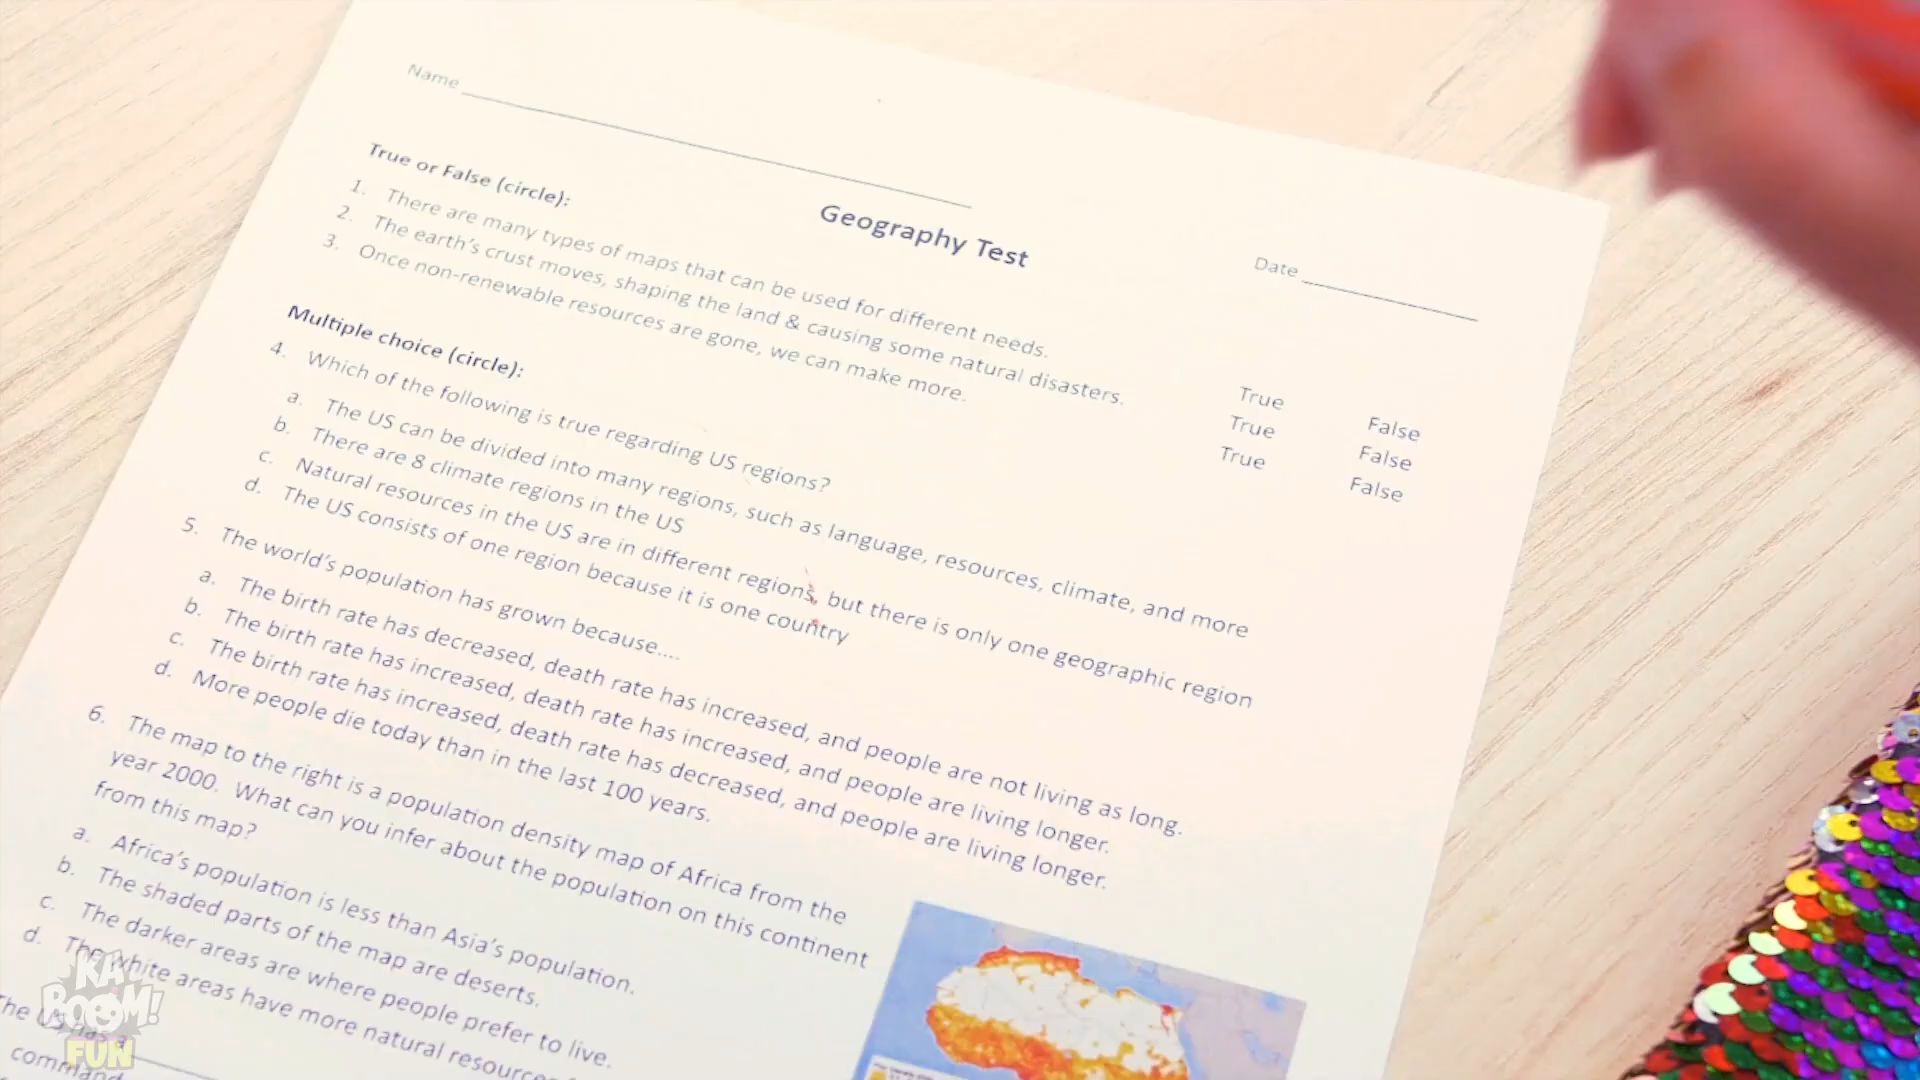 Name
True or False (circle):
Geography Test
Date
1. There are many types of maps that can be used for different needs. True False
2. The earth's crust moves, shaping the land & causing some natural disasters. True False
3. Once non-renewable resources are gone, we can make more. True False
Multiple choice (circle):
4. Which of the following is true regarding US regions?
a. The US can be divided into many regions, such as language, resources, climate, and more
b. There are 8 climate regions in the US
c. Natural resources in the US are in different regions, but there is only one geographic region
d. The US consists of one region because it is one country
5. The world's population has grown because....
a. The birth rate has decreased, death rate has increased, and people are not living as long.
b. The birth rate has increased, death rate has increased, and people are living longer.
c. The birth rate has increased, death rate has decreased, and people are living longer.
d. More people die today than in the last 100 years.
6. The map to the right is a population density map of Africa from the
year 2000. What can you infer about the population on this continent
from this map?
a. Africa's population is less than Asia's population.
b. The shaded parts of the map are deserts.
c. The darker areas are where people prefer to live.
d. The white areas have more natural
The
command
KA
BOOM!
FUN